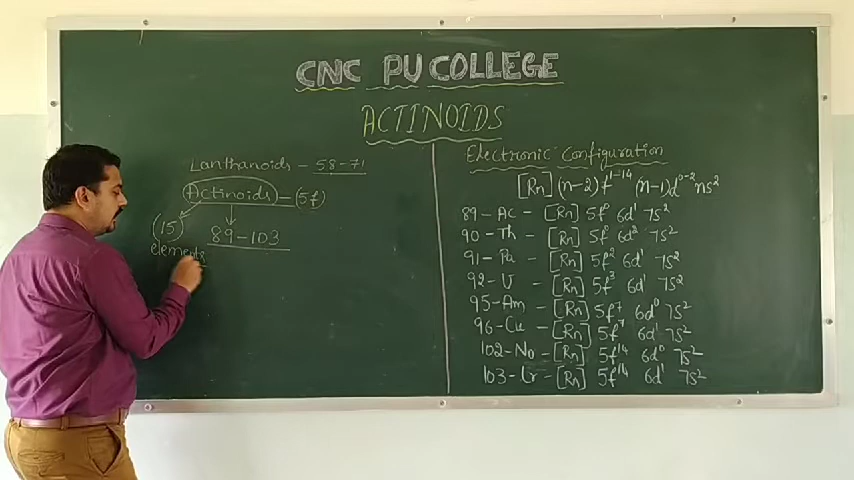 CNC PU COLLEGE
ACTINOIDS
Lanthanoids - 58-71
Actinoids - (5f)
(15) elements
89-103
Electronic Configuration
[Rn] (n-2)f¹⁻¹⁴ (n-1)d⁰⁻² ns²
89 - Ac - [Rn] 5f⁰ 6d¹ 7s²
90 - Th - [Rn] 5f⁰ 6d² 7s²
91 - Pa - [Rn] 5f² 6d¹ 7s²
92 - U - [Rn] 5f³ 6d¹ 7s²
95 - Am - [Rn] 5f⁷ 6d⁰ 7s²
96 - Cu - [Rn] 5f⁷ 6d¹ 7s²
102 - No - [Rn] 5f¹⁴ 6d⁰ 7s²
103 - Lr - [Rn] 5f¹⁴ 6d¹ 7s²